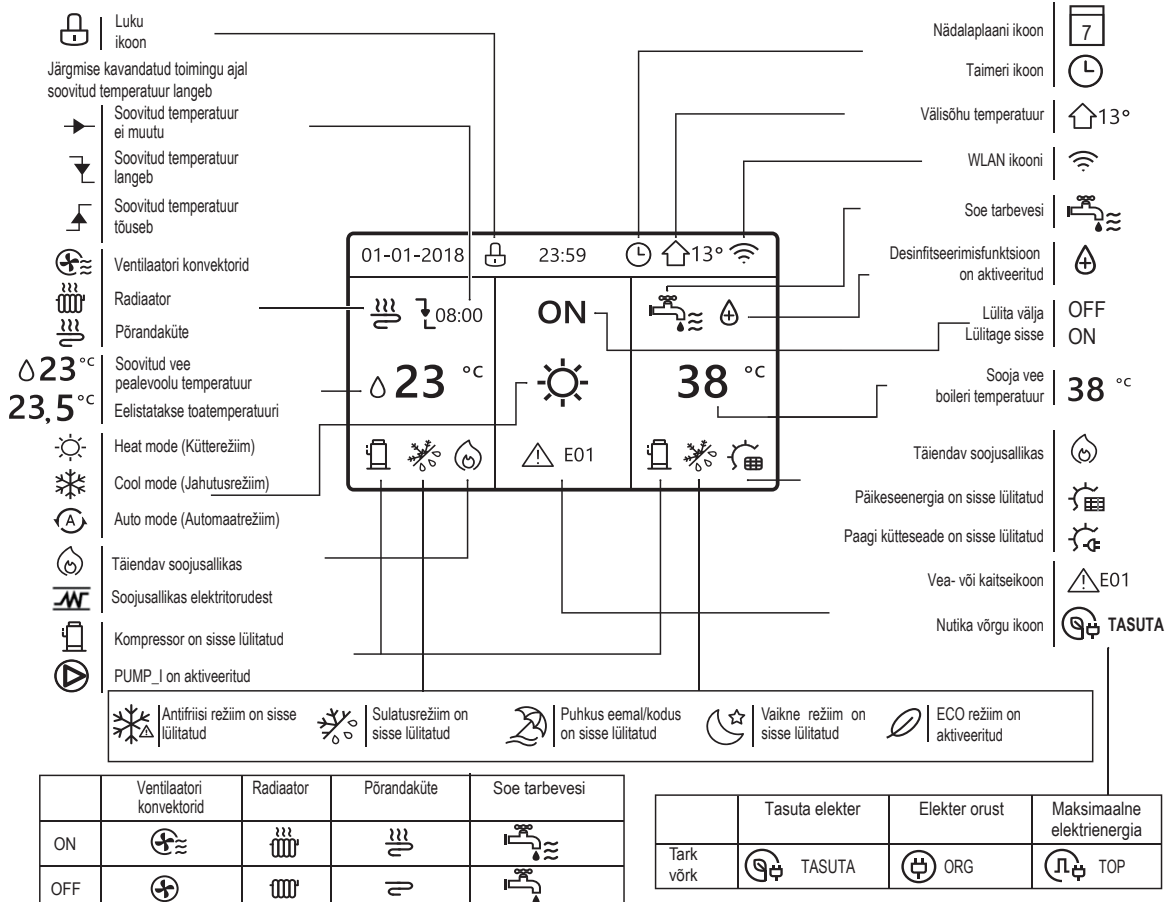 Luku
ikoon
Järgmise kavandatud toimingu ajal
soovitud temperatuur langeb
Soovitud temperatuur
ei muutu
Soovitud temperatuur
langeb
Soovitud temperatuur
tõuseb
Ventilaatori konvektorid
Radiaator
Põrandaküte
23 °C
Soovitud vee
pealevoolu temperatuur
23,5 °C
Eelistatakse toatemperatuuri
Heat mode (Kütterežiim)
Cool mode (Jahutusrežiim)
A
Auto mode (Automaatrežiim)
Täiendav soojusallikas
Soojusallikas elektritorudest
Kompressor on sisse lülitatud
PUMP_I on aktiveeritud
01-01-2018 23:59 13°
08:00 ON
23 °C 38 °C
E01
Nädalaplaani ikoon 7
Taimeri ikoon
Välisõhu temperatuur 13°
WLAN ikooni
Soe tarbevesi
Desinfitseerimisfunktsioon
on aktiveeritud
Lülita välja OFF
Lülitage sisse ON
Sooja vee
boileri temperatuur
38 °C
Täiendav soojusallikas
Päikeseenergia on sisse lülitatud
Paagi kütteseade on sisse lülitatud
Vea- või kaitseikoon E01
Nutika võrgu ikoon TASUTA
Antifriisi režiim on sisse
lülitatud
Sulatusrežiim on
sisse lülitatud
Puhkus eemal/kodus
on sisse lülitatud
Vaikne režiim on
sisse lülitatud
ECO režiim on
aktiveeritud
Ventilaatori
konvektorid
Radiaator
Põrandaküte
Soe tarbevesi
ON
OFF
Tasuta elekter
Elekter orust
Maksimaalne
elektrienergia
Tark
võrk
TASUTA
ORG
TOP